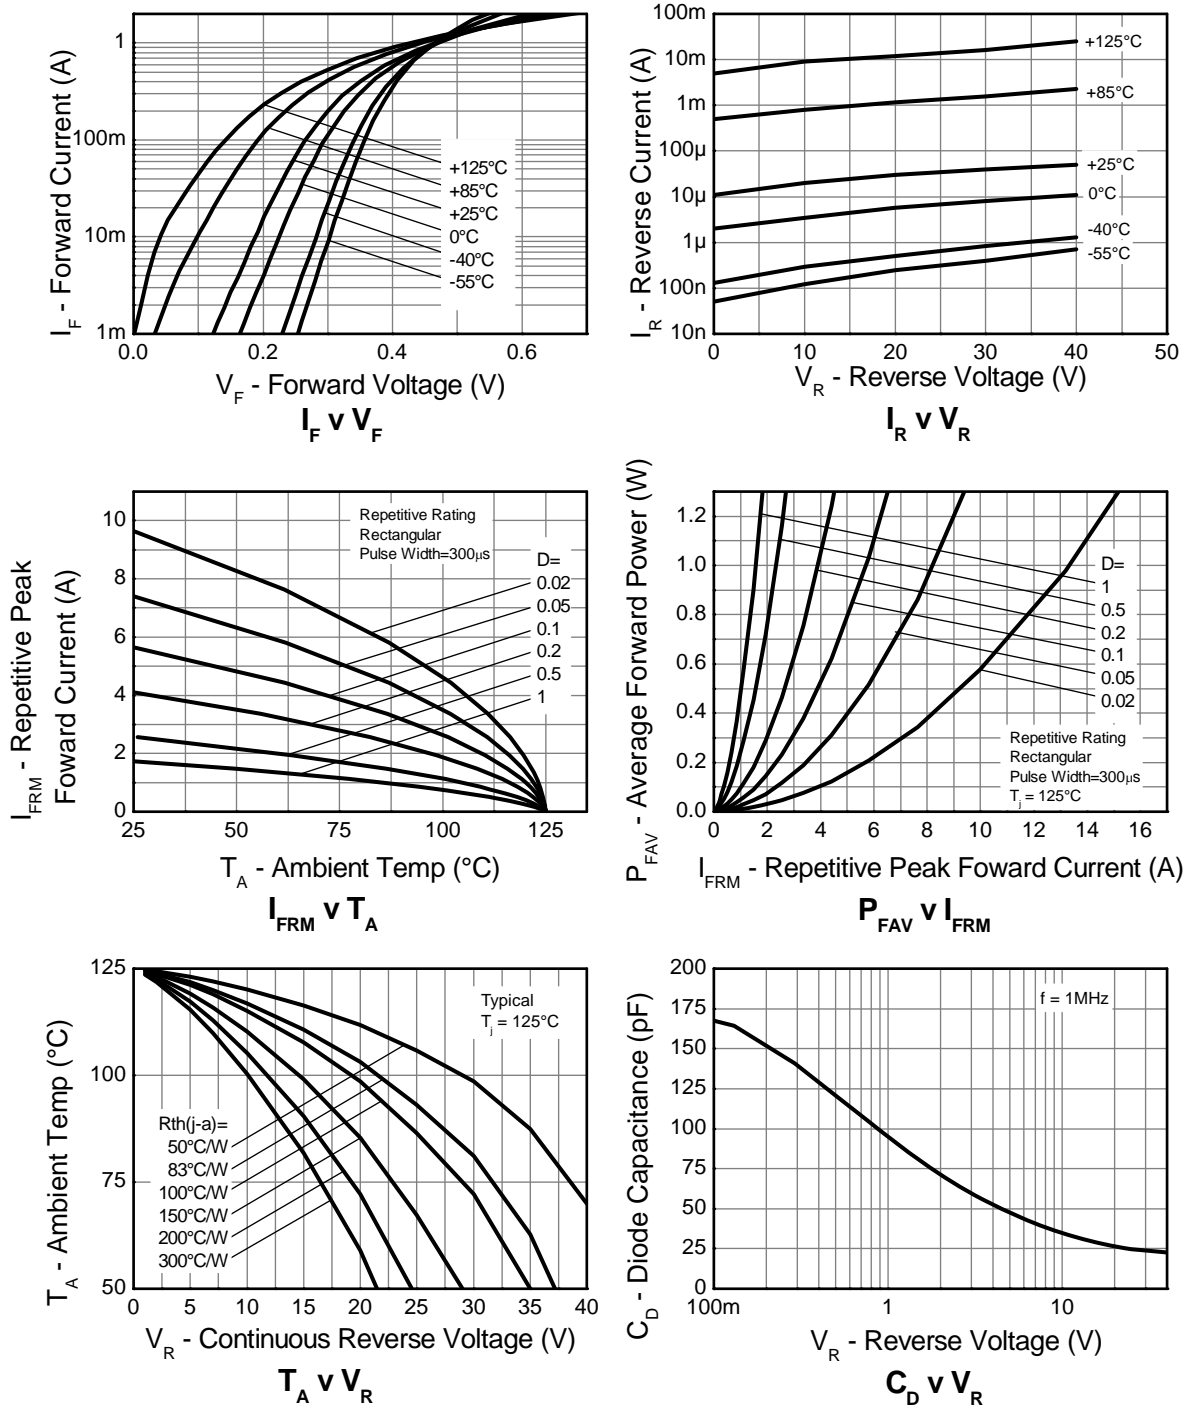 I_F - Forward Current (A)
1
100m
10m
1m
+125°C
+85°C
+25°C
0°C
-40°C
-55°C
0.0 0.2 0.4 0.6
V_F - Forward Voltage (V)
I_F v V_F
I_R - Reverse Current (A)
100m
10m
1m
100µ
10µ
1µ
100n
10n
+125°C
+85°C
+25°C
0°C
-40°C
-55°C
0 10 20 30 40 50
V_R - Reverse Voltage (V)
I_R v V_R
I_FRM - Repetitive Peak
Foward Current (A)
10
8
6
4
2
0
Repetitive Rating
Rectangular
Pulse Width=300µs
D=
0.02
0.05
0.1
0.2
0.5
1
25 50 75 100 125
T_A - Ambient Temp (°C)
I_FRM v T_A
P_FAV - Average Forward Power (W)
1.2
1.0
0.8
0.6
0.4
0.2
0.0
D=
1
0.5
0.2
0.1
0.05
0.02
Repetitive Rating
Rectangular
Pulse Width=300µs
T_j = 125°C
0 2 4 6 8 10 12 14 16
I_FRM - Repetitive Peak Foward Current (A)
P_FAV v I_FRM
T_A - Ambient Temp (°C)
125
100
75
50
Typical
T_j = 125°C
Rth(j-a)=
50°C/W
83°C/W
100°C/W
150°C/W
200°C/W
300°C/W
0 5 10 15 20 25 30 35 40
V_R - Continuous Reverse Voltage (V)
T_A v V_R
C_D - Diode Capacitance (pF)
200
175
150
125
100
75
50
25
0
f = 1MHz
100m 1 10
V_R - Reverse Voltage (V)
C_D v V_R